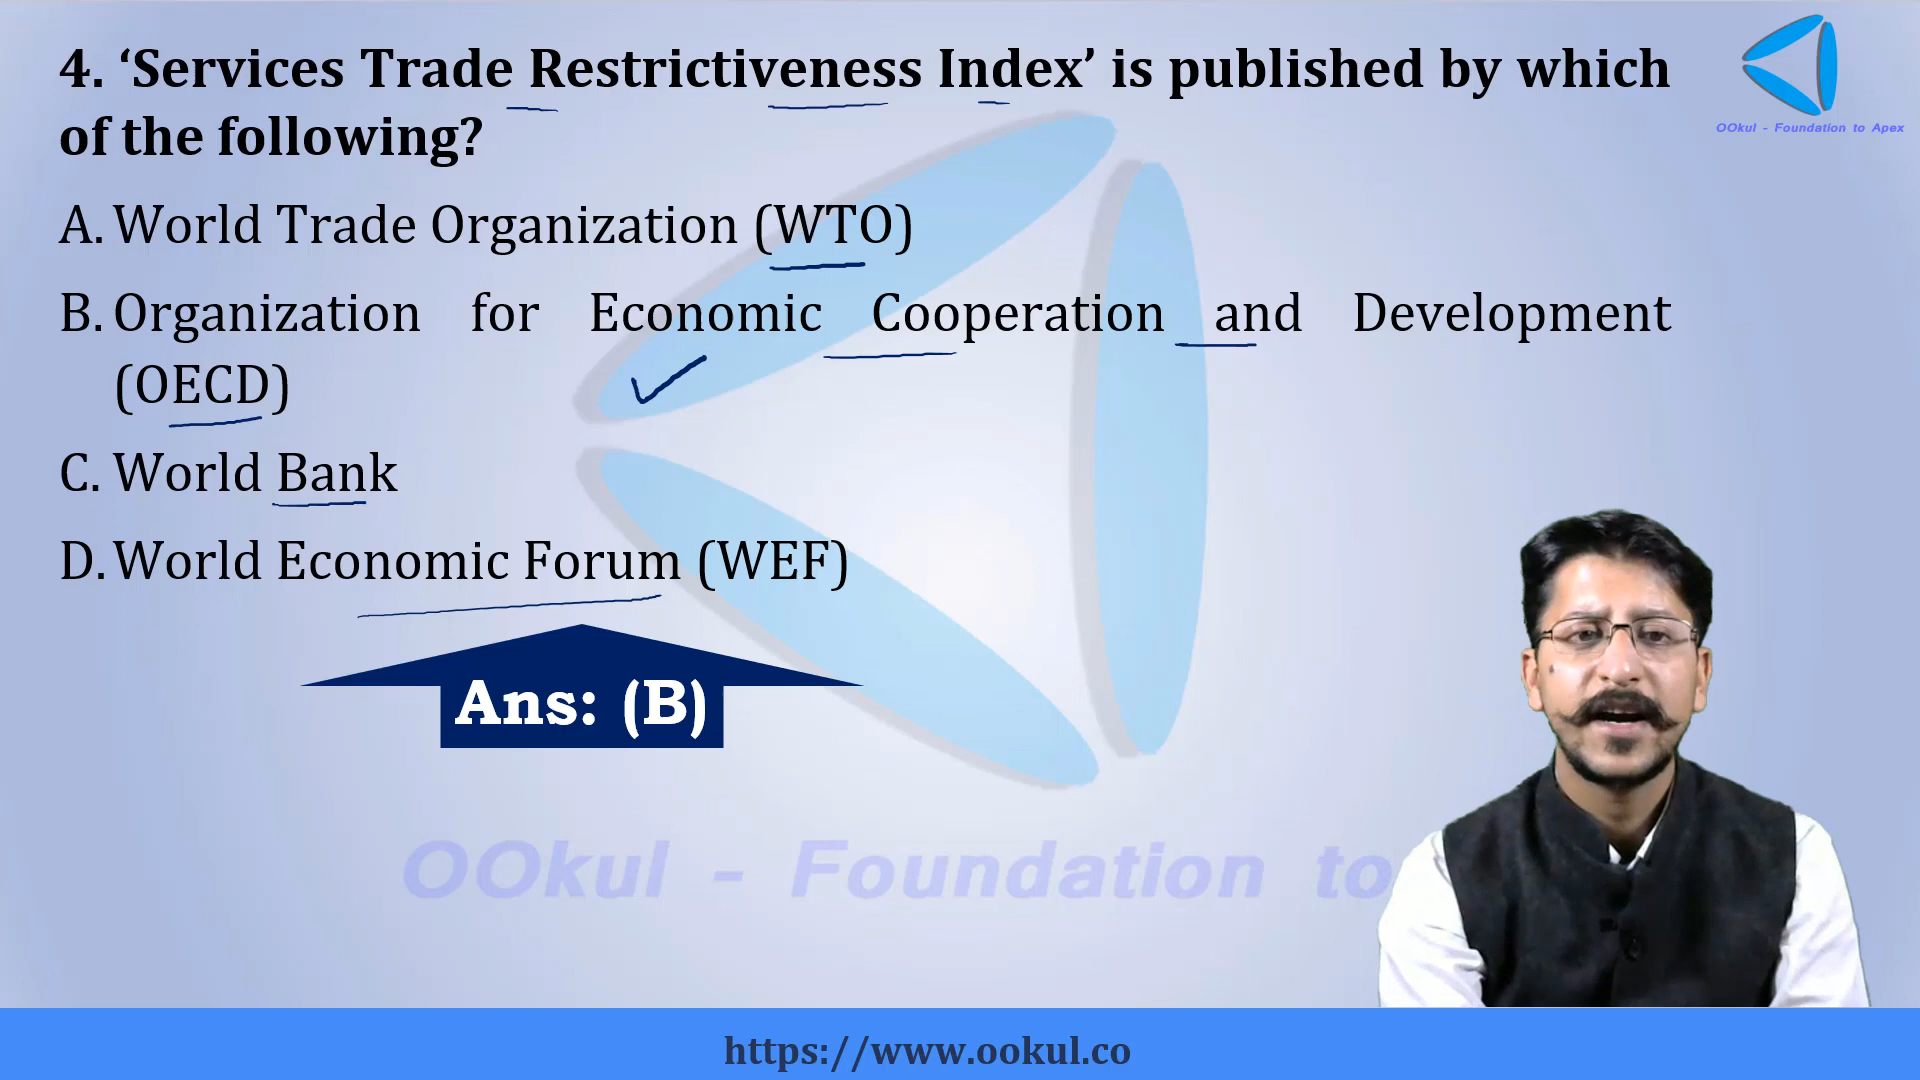 4. ‘Services Trade Restrictiveness Index’ is published by which
of the following?
A. World Trade Organization (WTO)
B. Organization for Economic Cooperation and Development
(OECD)
C. World Bank
D. World Economic Forum (WEF)
Ans: (B)
OOkul - Foundation to
OOkul - Foundation to Apex
https://www.ookul.co